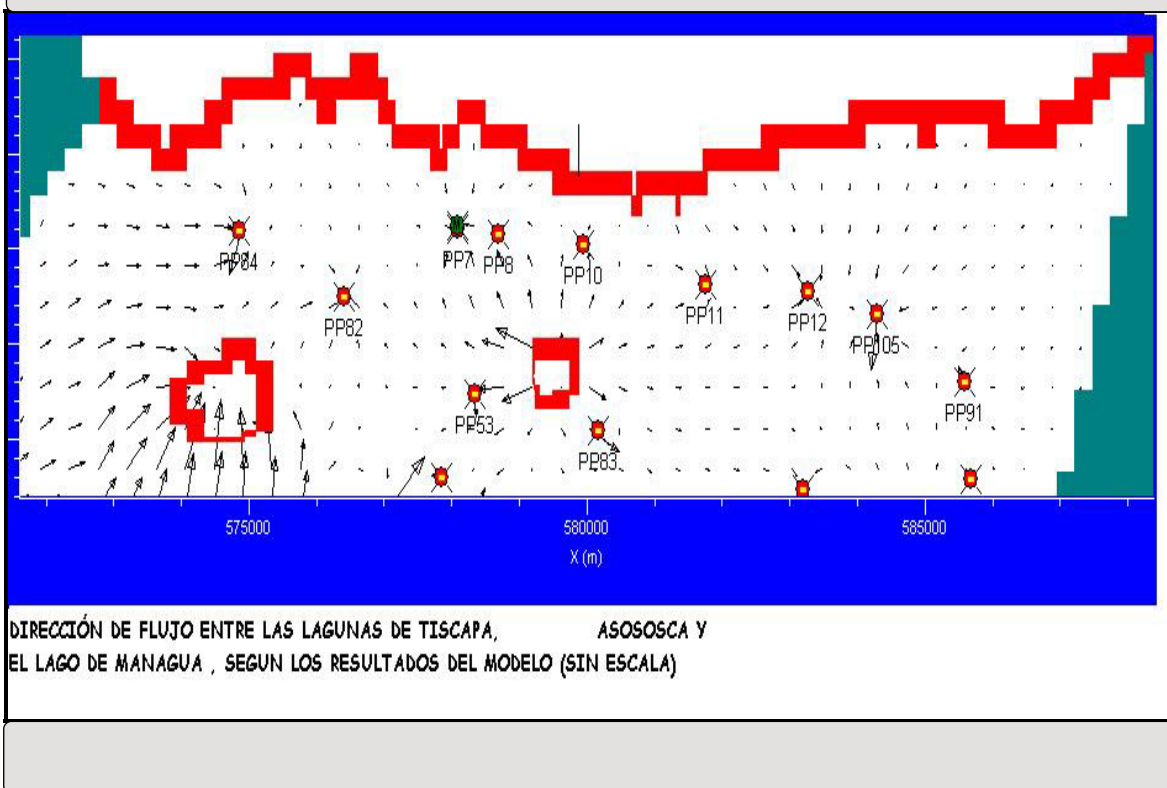 PP84
PP7
PP8
PP10
PP82
PP11
PP12
PP105
PP53
PP91
PP83
575000
580000
585000
X (m)
DIRECCIÓN DE FLUJO ENTRE LAS LAGUNAS DE TISCAPA, ASOSOSCA Y
EL LAGO DE MANAGUA , SEGUN LOS RESULTADOS DEL MODELO (SIN ESCALA)